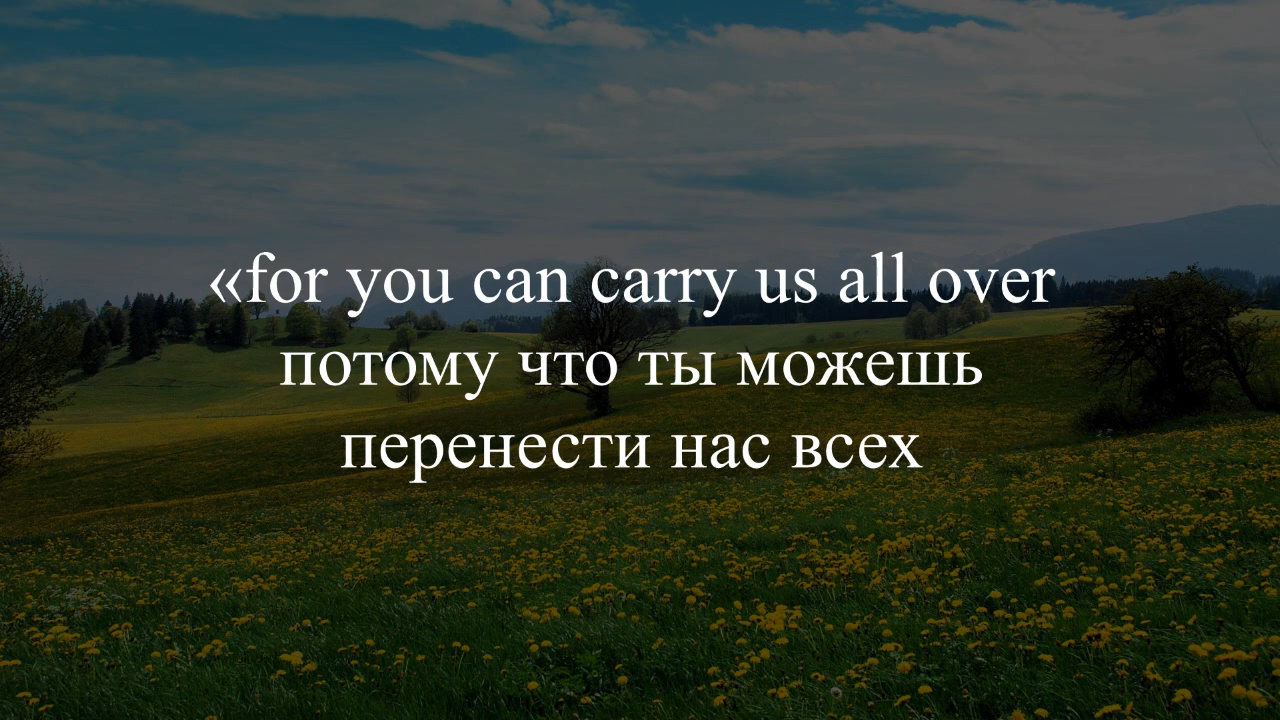 «for you can carry us all over
потому что ты можешь
перенести нас всех